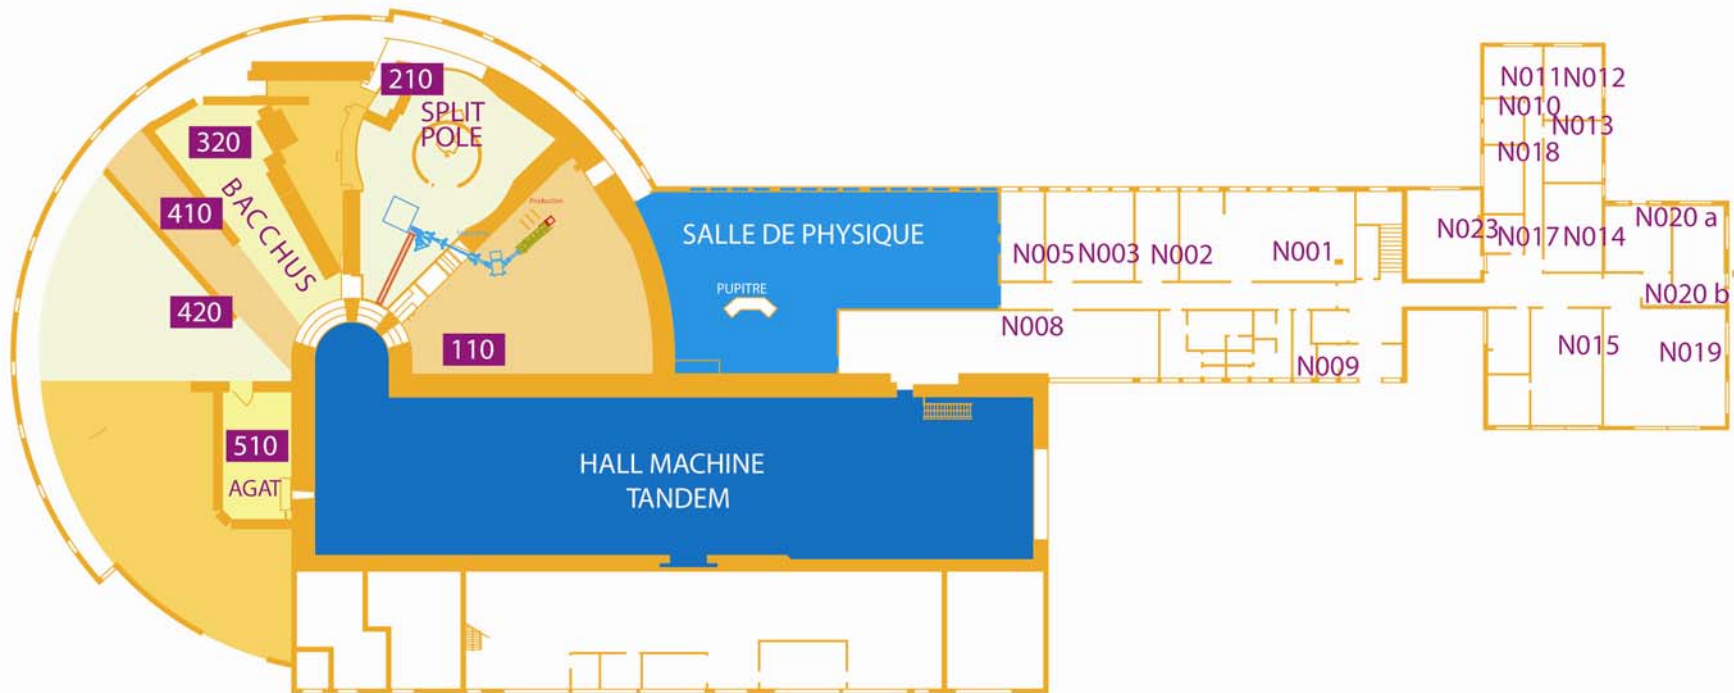 210
SPLIT
POLE
320
BACCHUS
410
420
110
Production
510
AGAT
SALLE DE PHYSIQUE
PUPITRE
HALL MACHINE
TANDEM
N005
N003
N002
N001
N008
N009
N011
N012
N010
N013
N018
N023
N017
N014
N020 a
N020 b
N015
N019